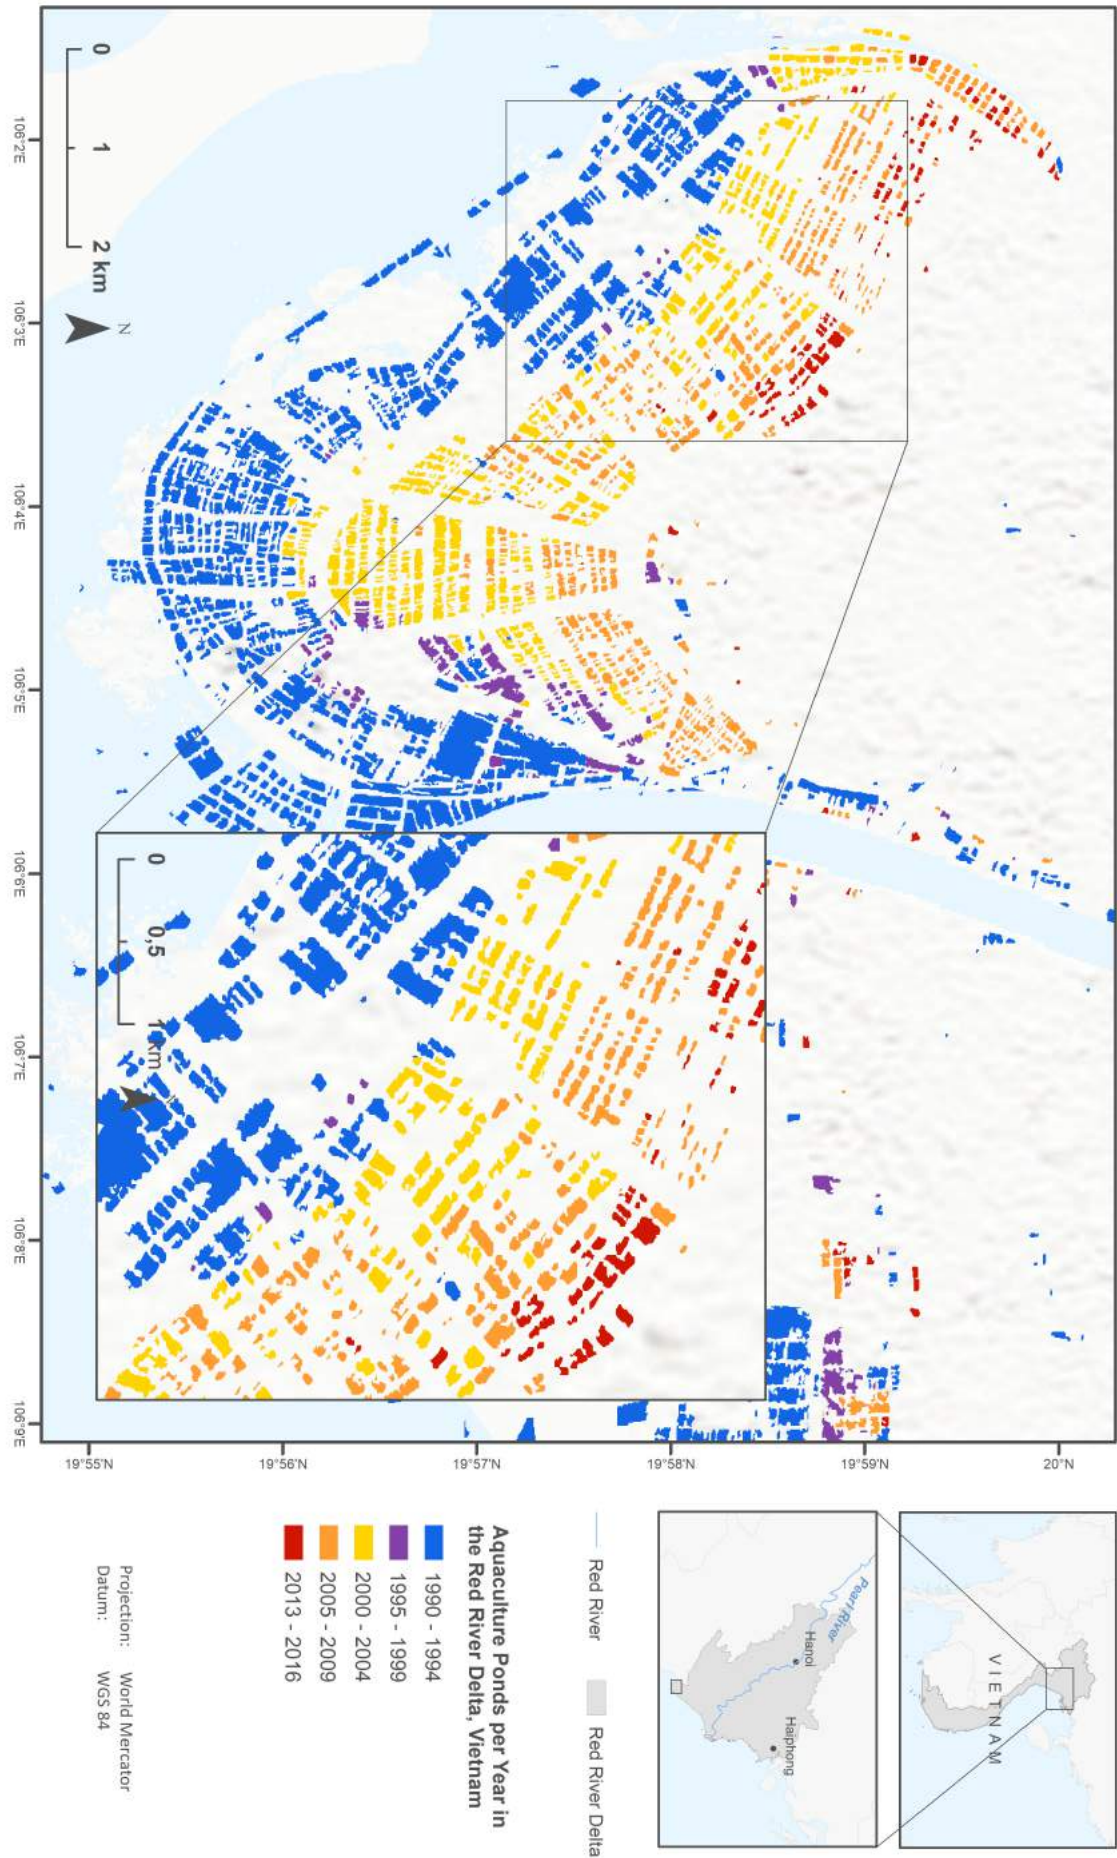 0 1 2 km
N
106°2'E
106°3'E
106°4'E
106°5'E
106°6'E
106°7'E
106°8'E
106°9'E
20°N
19°59'N
19°58'N
19°57'N
19°56'N
19°55'N
0 0,5 1 km
VIETNAM
Pearl River
Hanoi
Haiphong
Red River
Red River Delta
Aquaculture Ponds per Year in
the Red River Delta, Vietnam
1990 - 1994
1995 - 1999
2000 - 2004
2005 - 2009
2013 - 2016
Projection: World Mercator
Datum: WGS 84